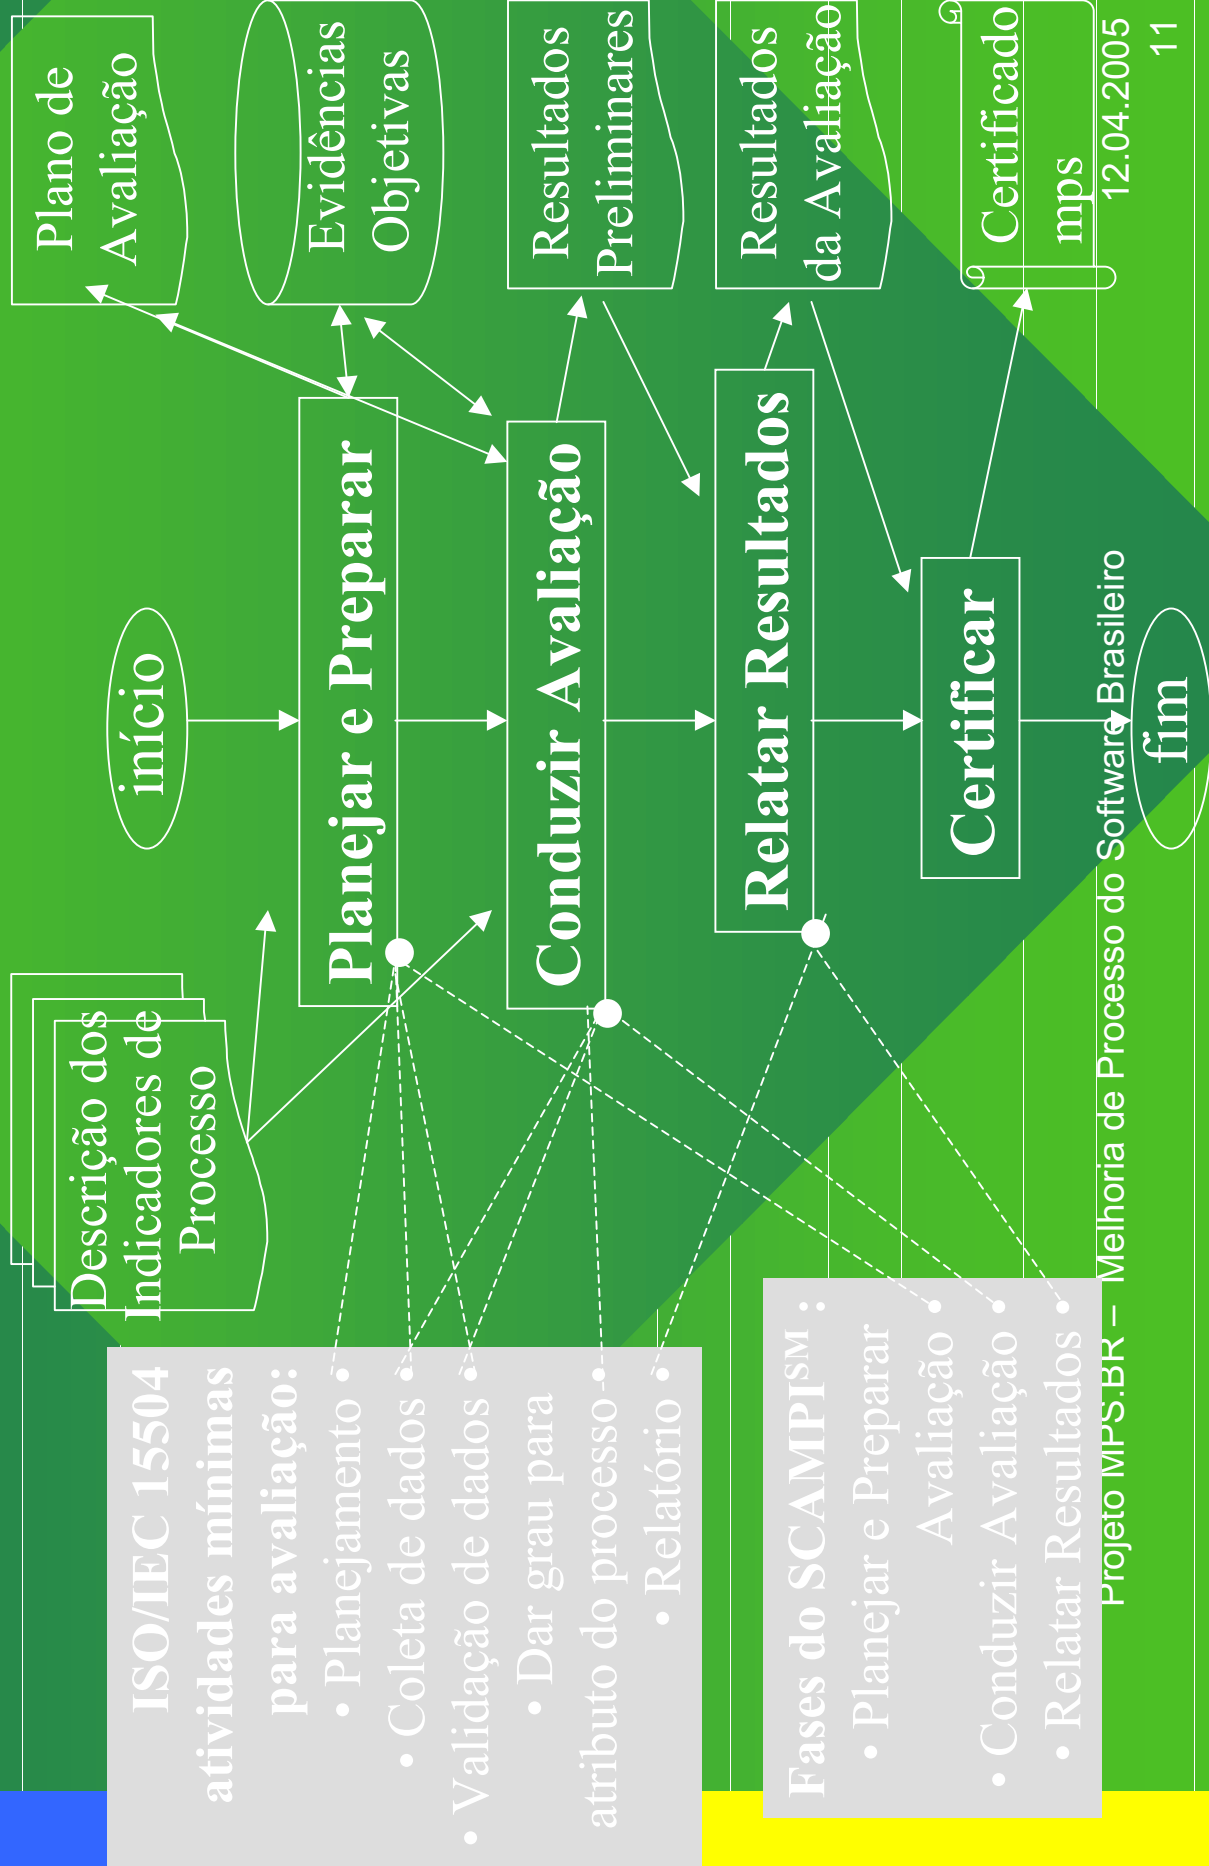 ISO/IEC 15504
atividades mínimas
para avaliação:
• Planejamento
• Coleta de dados
• Validação de dados
• Dar grau para
atributo do processo
• Relatório
Fases do SCAMPI℠:
• Planejar e Preparar
Avaliação
• Conduzir Avaliação
• Relatar Resultados
Descrição dos
Indicadores de
Processo
início
Planejar e Preparar
Conduzir Avaliação
Relatar Resultados
Certificar
fim
Plano de
Avaliação
Evidências
Objetivas
Resultados
Preliminares
Resultados
da Avaliação
Certificado
mps
Projeto MPS.BR – Melhoria de Processo do Software Brasileiro
12.04.2005
11